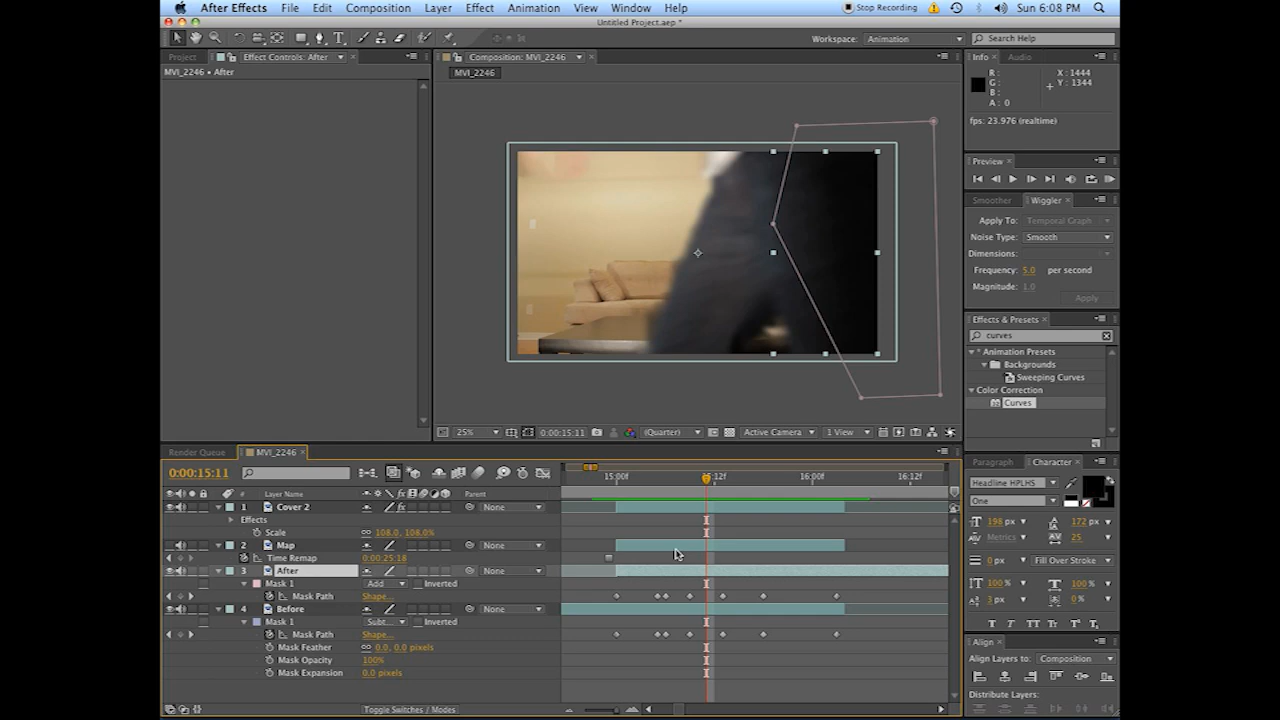 After Effects File Edit Composition Layer Effect Animation View Window Help Stop Recording Sun 6:08 PM
Untitled Project.aep *
Workspace: Animation Search Help
Project Effect Controls: After Composition: MVI_2246 Info Audio
MVI_2246 • After MVI_2246
R: X: 1444
G: Y: 1344
B:
A: 0
fps: 23.976 (realtime)
Preview
Smoother Wiggler
Apply To: Temporal Graph
Noise Type: Smooth
Dimensions:
Frequency: 5.0 per second
Magnitude: 1.0
Apply
Effects & Presets
curves
* Animation Presets
Backgrounds
Sweeping Curves
Color Correction
Curves
25% 0:00:15:11 (Quarter) Active Camera 1 View
Render Queue MVI_2246 Paragraph Character
0:00:15:11 15:00f 16:00f 16:12f
# Layer Name Parent
1 Cover 2 None
Effects
Scale 108.0, 108.0%
2 Map None
Time Remap 0:00:25:18
3 After None
Mask 1 Add Inverted
Mask Path Shape...
4 Before None
Mask 1 Subt... Inverted
Mask Path Shape...
Mask Feather 0.0, 0.0 pixels
Mask Opacity 100%
Mask Expansion 0.0 pixels
Toggle Switches / Modes
Headline HPLHS
One
198 px 172 px
Metrics 25
0 px Fill Over Stroke
100% 100%
3 px 0%
T T TT Tr T¹ T₁
Align
Align Layers to: Composition
Distribute Layers: